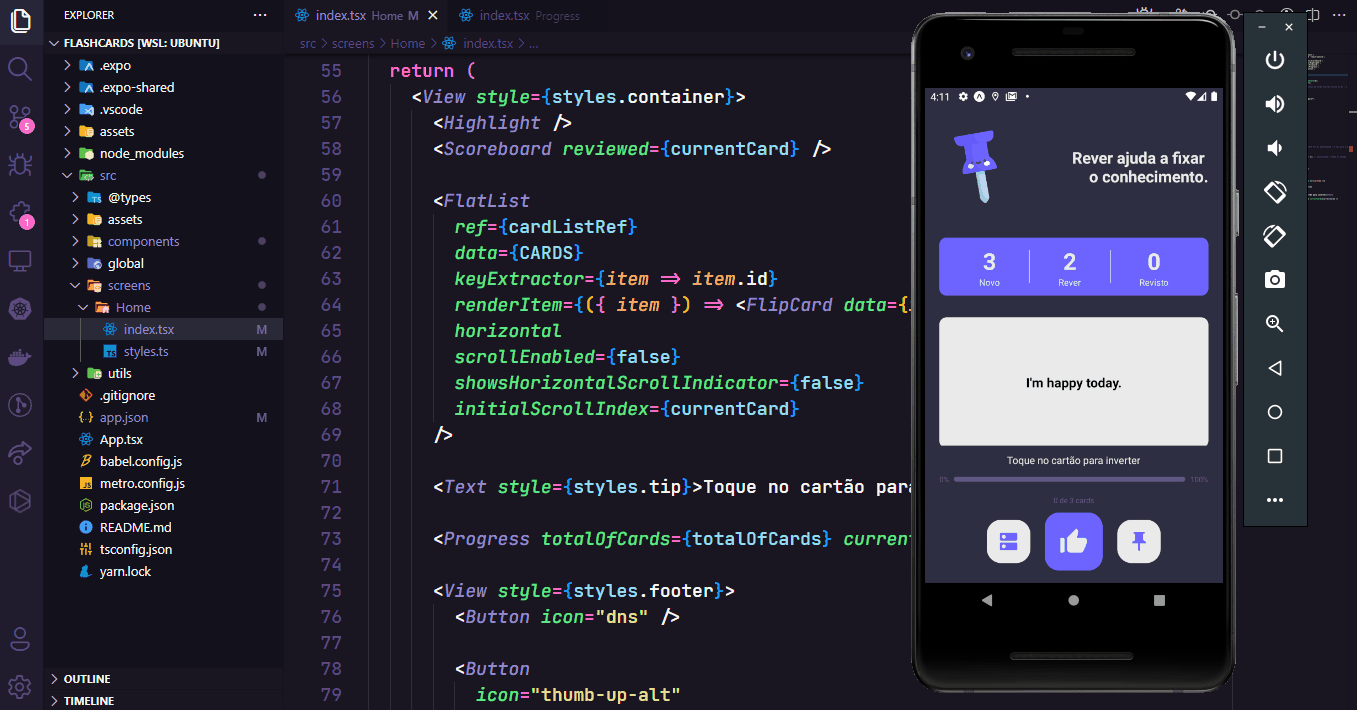 EXPLORER
FLASHCARDS [WSL: UBUNTU]
.expo
.expo-shared
.vscode
assets
node_modules
src
@types
assets
components
global
screens
Home
index.tsx M
styles.ts M
utils
.gitignore
app.json M
App.tsx
babel.config.js
metro.config.js
package.json
README.md
tsconfig.json
yarn.lock
OUTLINE
TIMELINE
5
1
index.tsx Home M
index.tsx Progress
src > screens > Home > index.tsx > ...
55 return (
56 <View style={styles.container}>
57 <Highlight />
58 <Scoreboard reviewed={currentCard} />
59
60 <FlatList
61 ref={cardListRef}
62 data={CARDS}
63 keyExtractor={item => item.id}
64 renderItem={({ item }) => <FlipCard data={
65 horizontal
66 scrollEnabled={false}
67 showsHorizontalScrollIndicator={false}
68 initialScrollIndex={currentCard}
69 />
70
71 <Text style={styles.tip}>Toque no cartão para
72
73 <Progress totalOfCards={totalOfCards} current
74
75 <View style={styles.footer}>
76 <Button icon="dns" />
77
78 <Button
79 icon="thumb-up-alt"
4:11
Rever ajuda a fixar
o conhecimento.
3 2 0
Novo Rever Revisto
I'm happy today.
Toque no cartão para inverter
0% 100%
0 de 3 cards